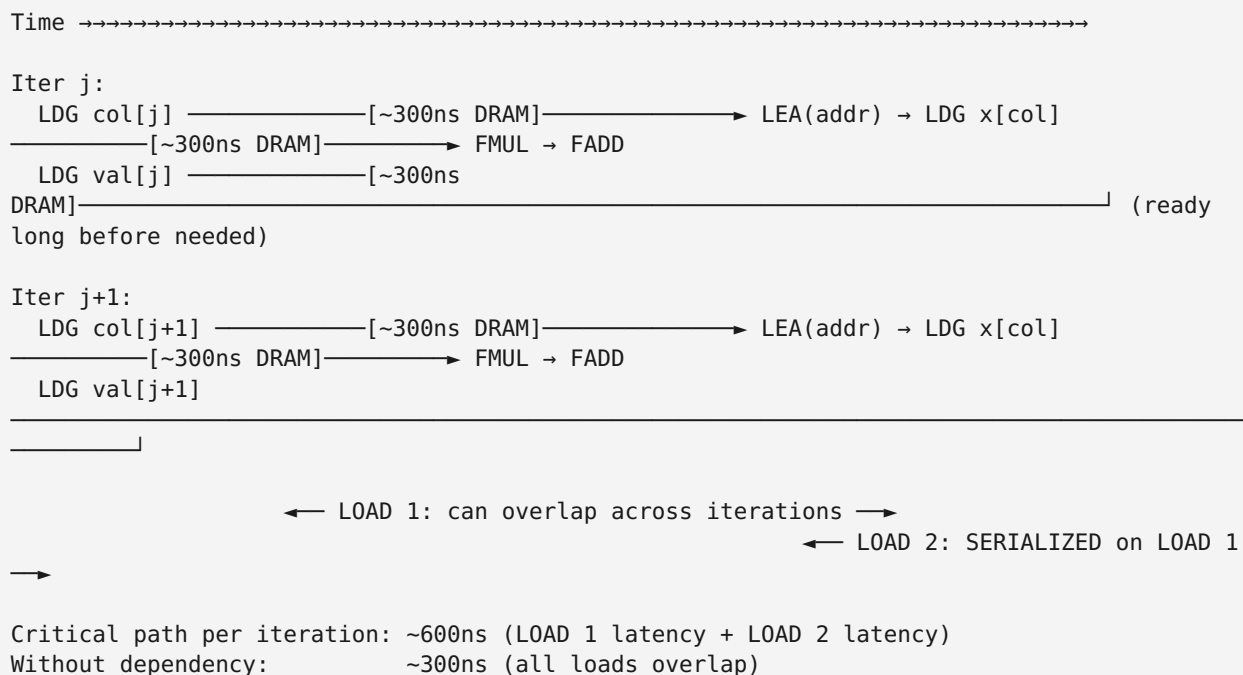 Time →→→→→→→→→→→→→→→→→→→→→→→→→→→→→→→→→→→→→→→→→→→→→→→→→→→→→→→→→→→→→→→→→→→→→→→→→→
Iter j:
  LDG col[j] ─────────────[~300ns DRAM]──────────────► LEA(addr) → LDG x[col]
──────────[~300ns DRAM]─────────► FMUL → FADD
  LDG val[j] ─────────────[~300ns
DRAM]───────────────────────────────────────────────────────────────────────────┘ (ready
long before needed)
Iter j+1:
  LDG col[j+1] ───────────[~300ns DRAM]──────────────► LEA(addr) → LDG x[col]
──────────[~300ns DRAM]─────────► FMUL → FADD
  LDG val[j+1]
──────────────────────────────────────────────────────────────────────────────────────────
─────────┘
                    ◄── LOAD 1: can overlap across iterations ──►
                                                          ◄── LOAD 2: SERIALIZED on LOAD 1
──►
Critical path per iteration: ~600ns (LOAD 1 latency + LOAD 2 latency)
Without dependency:          ~300ns (all loads overlap)